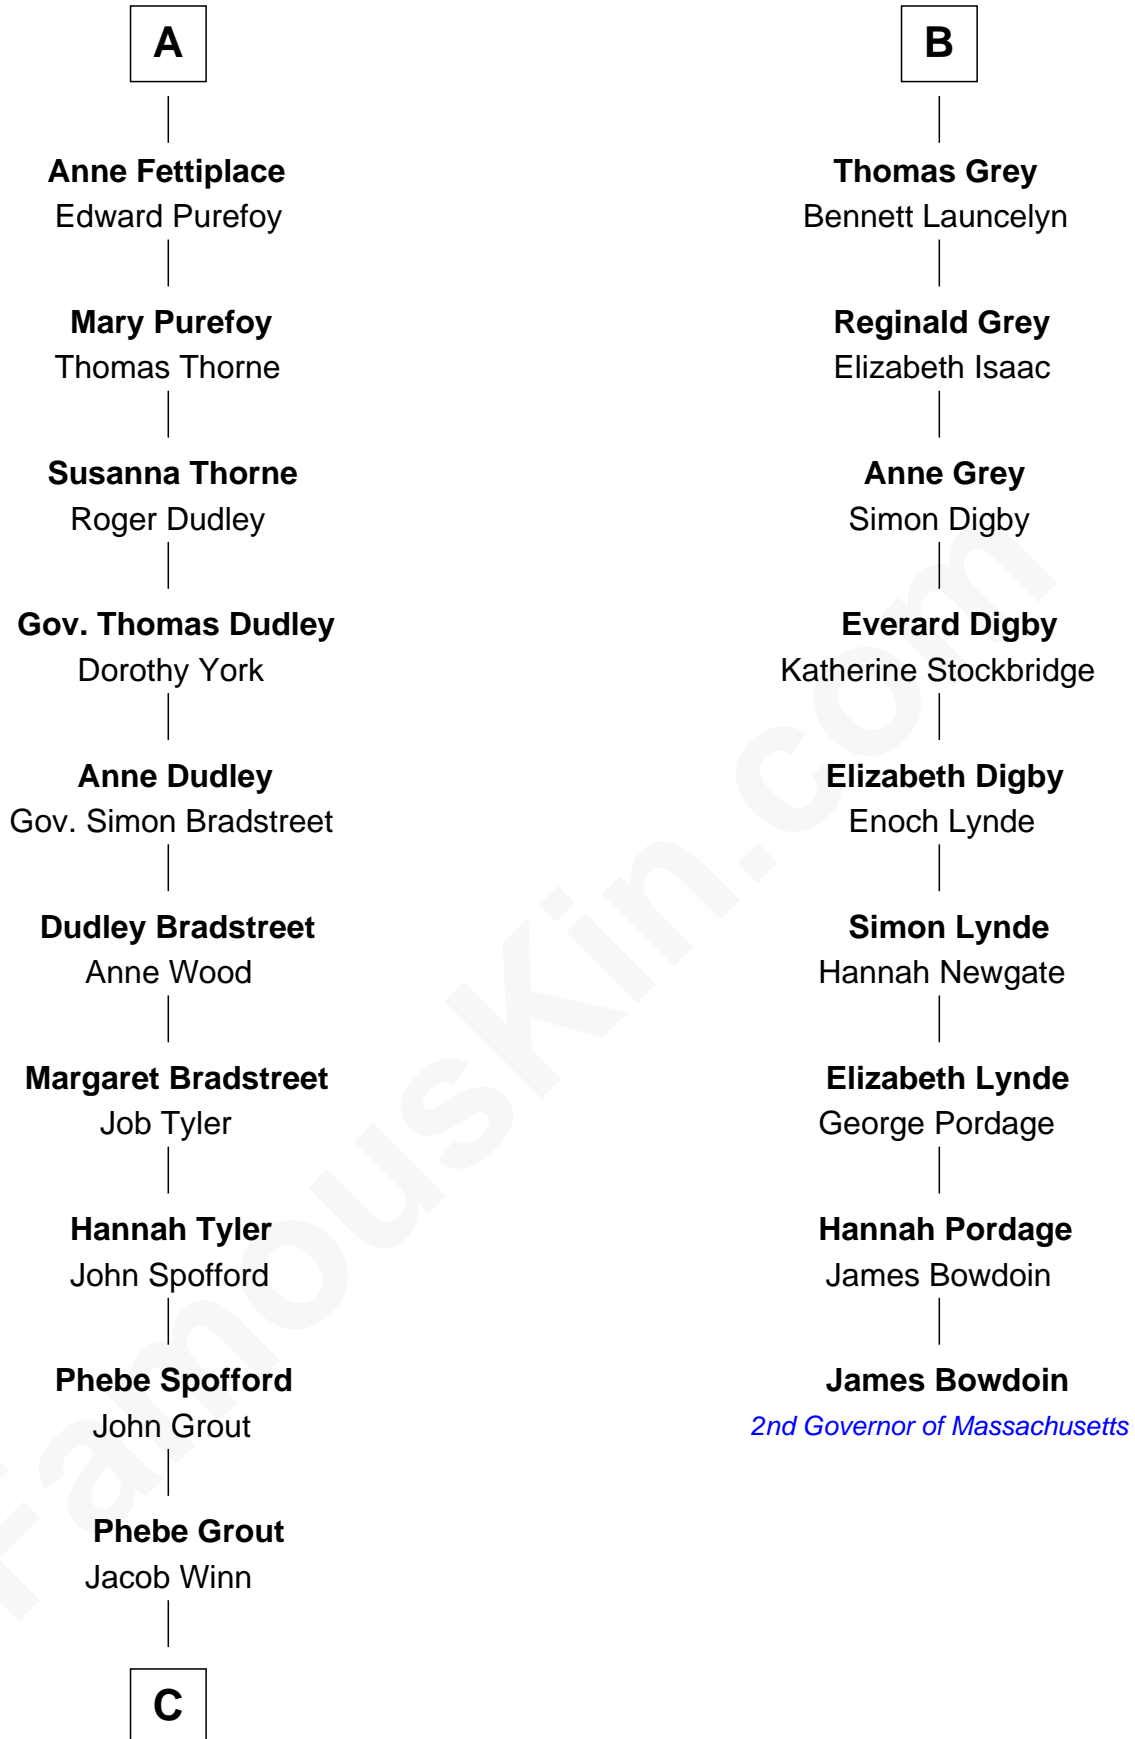 A
Anne Fettiplace
Edward Purefoy
Mary Purefoy
Thomas Thorne
Susanna Thorne
Roger Dudley
Gov. Thomas Dudley
Dorothy York
Anne Dudley
Gov. Simon Bradstreet
Dudley Bradstreet
Anne Wood
Margaret Bradstreet
Job Tyler
Hannah Tyler
John Spofford
Phebe Spofford
John Grout
Phebe Grout
Jacob Winn
C
B
Thomas Grey
Bennett Launcelyn
Reginald Grey
Elizabeth Isaac
Anne Grey
Simon Digby
Everard Digby
Katherine Stockbridge
Elizabeth Digby
Enoch Lynde
Simon Lynde
Hannah Newgate
Elizabeth Lynde
George Pordage
Hannah Pordage
James Bowdoin
James Bowdoin
2nd Governor of Massachusetts
FamousKin.com